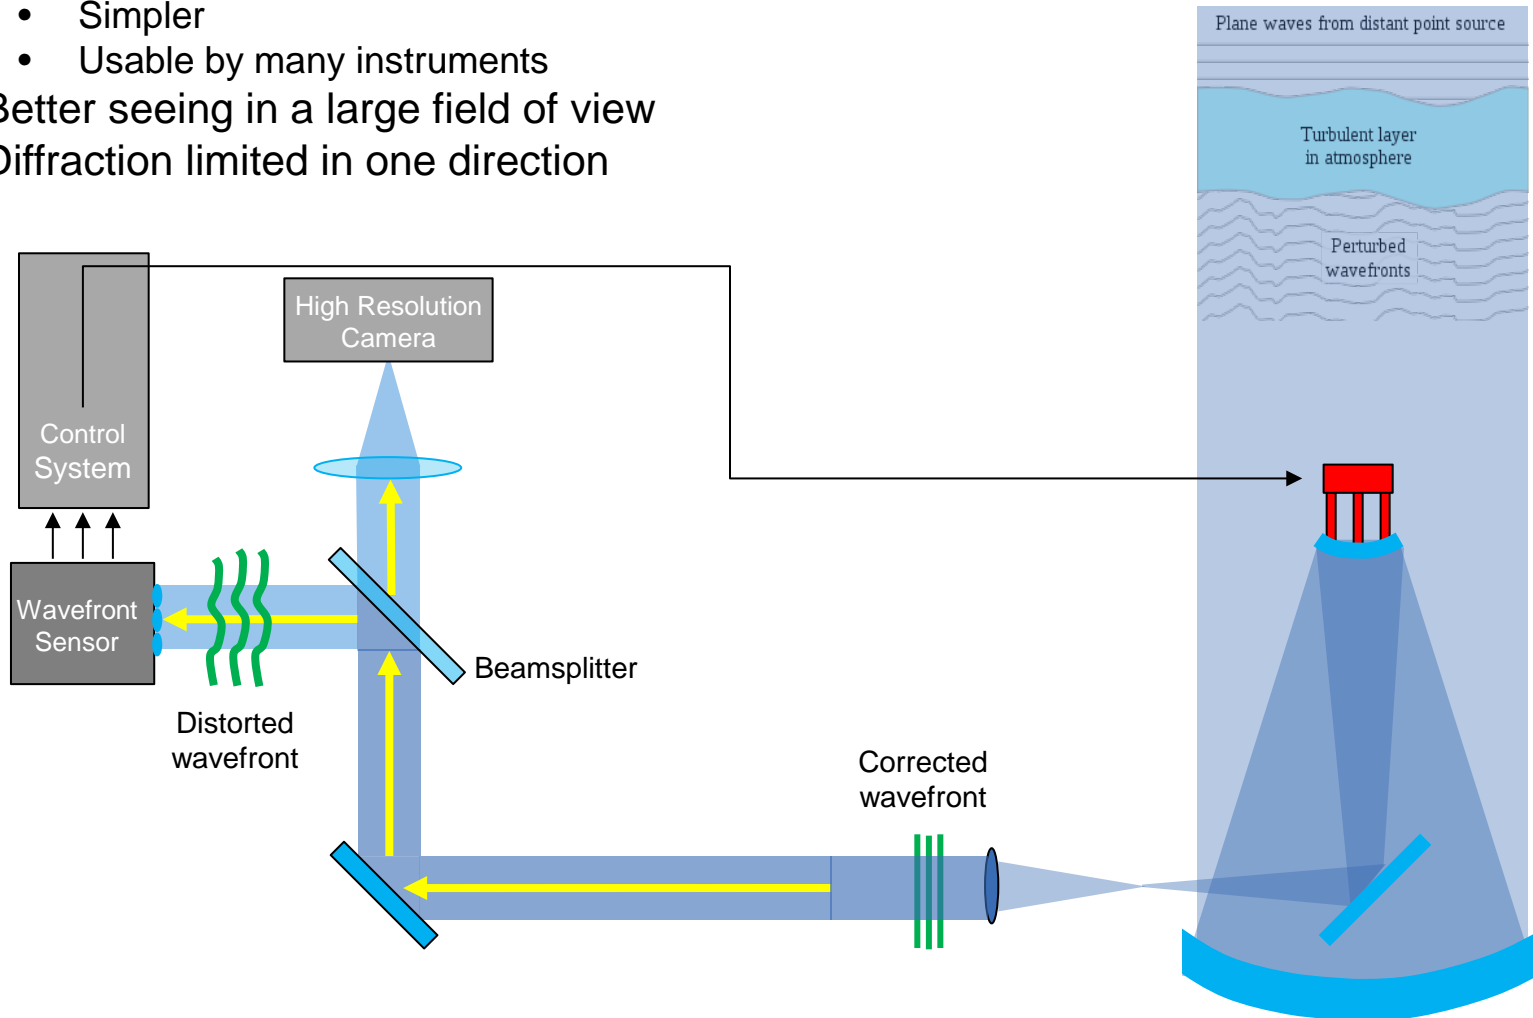 • Simpler
• Usable by many instruments
Better seeing in a large field of view
Diffraction limited in one direction
Plane waves from distant point source
Turbulent layer
in atmosphere
Perturbed
wavefronts
High Resolution
Camera
Control
System
Wavefront
Sensor
Beamsplitter
Distorted
wavefront
Corrected
wavefront